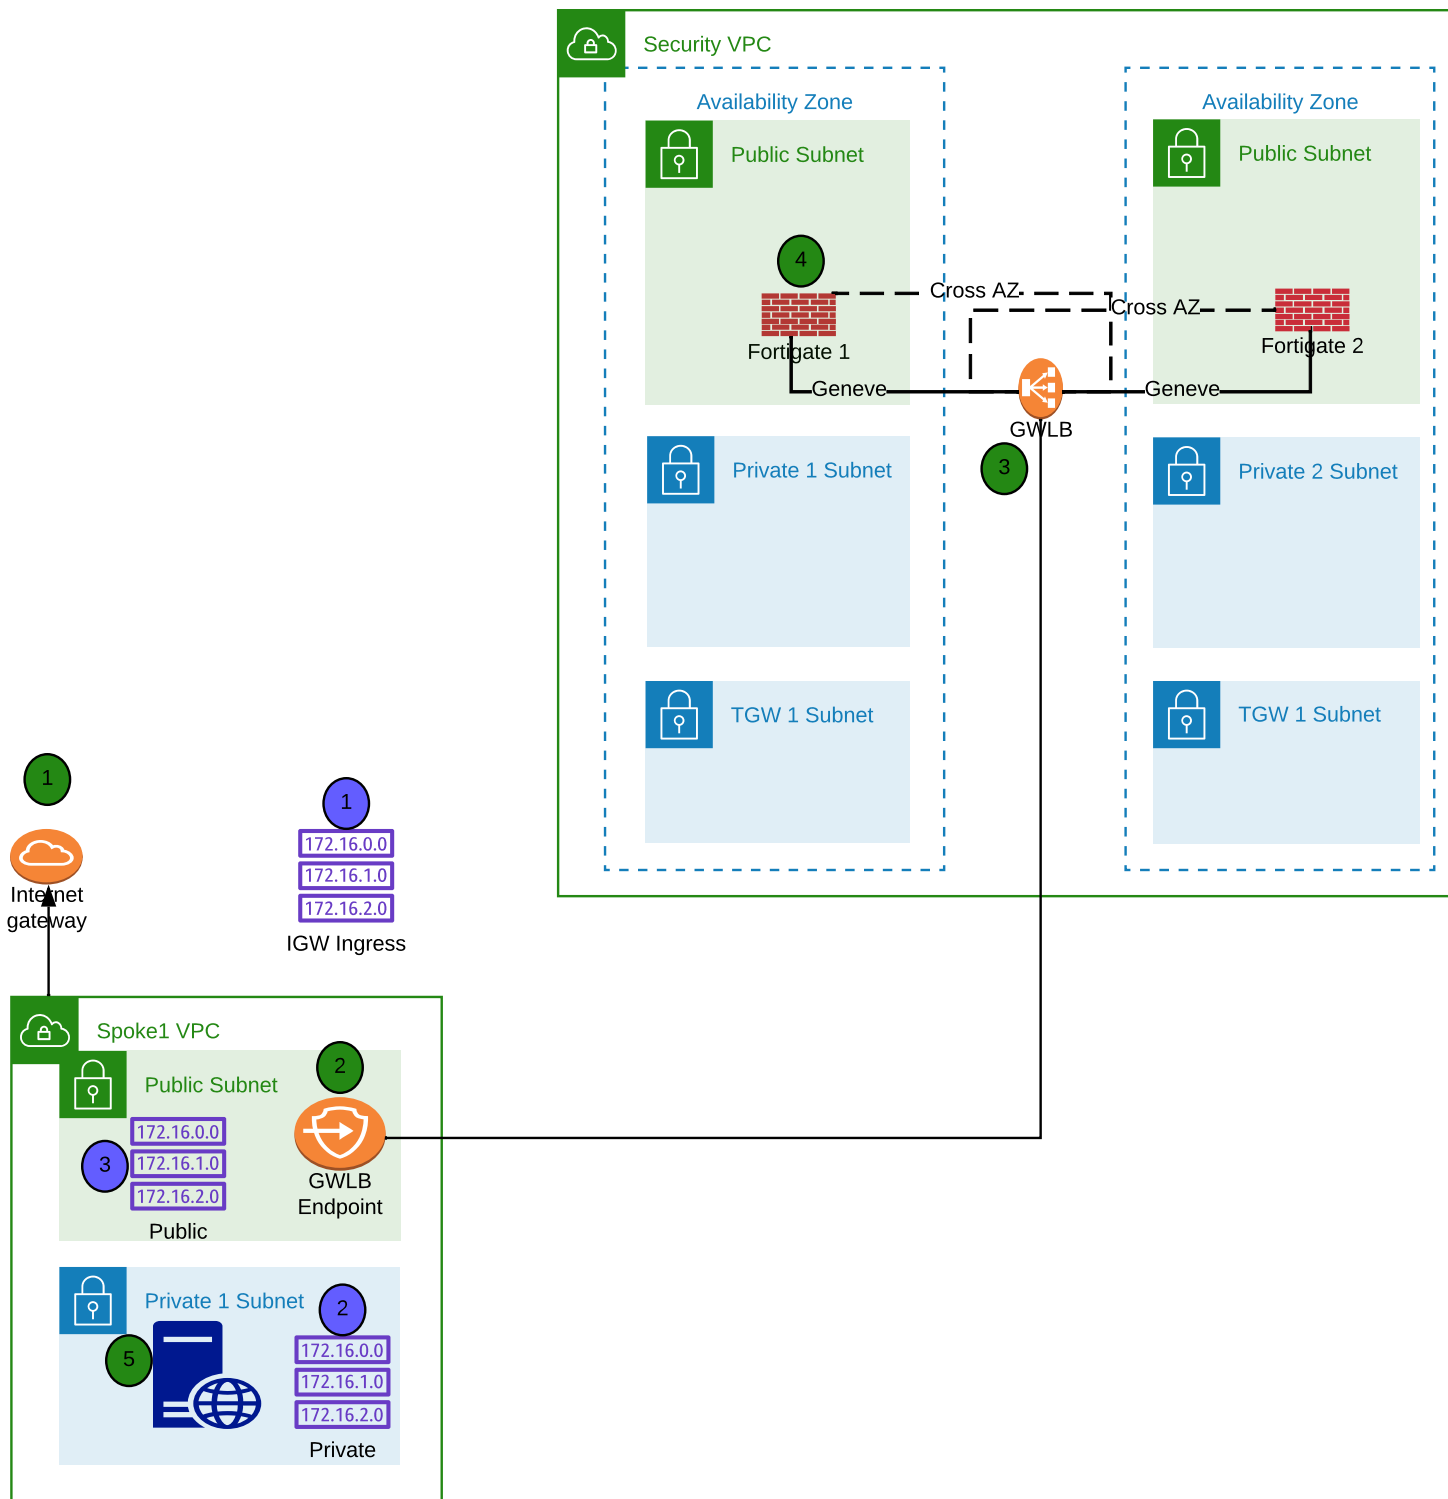 Security VPC
Availability Zone
Availability Zone
Public Subnet
Public Subnet
4
Cross AZ
Cross AZ
Fortigate 1
Fortigate 2
Geneve
Geneve
GWLB
3
Private 1 Subnet
Private 2 Subnet
TGW 1 Subnet
TGW 1 Subnet
1
Internet
gateway
1
172.16.0.0
172.16.1.0
172.16.2.0
IGW Ingress
Spoke1 VPC
Public Subnet
2
172.16.0.0
172.16.1.0
172.16.2.0
3
Public
GWLB
Endpoint
Private 1 Subnet
2
5
172.16.0.0
172.16.1.0
172.16.2.0
Private